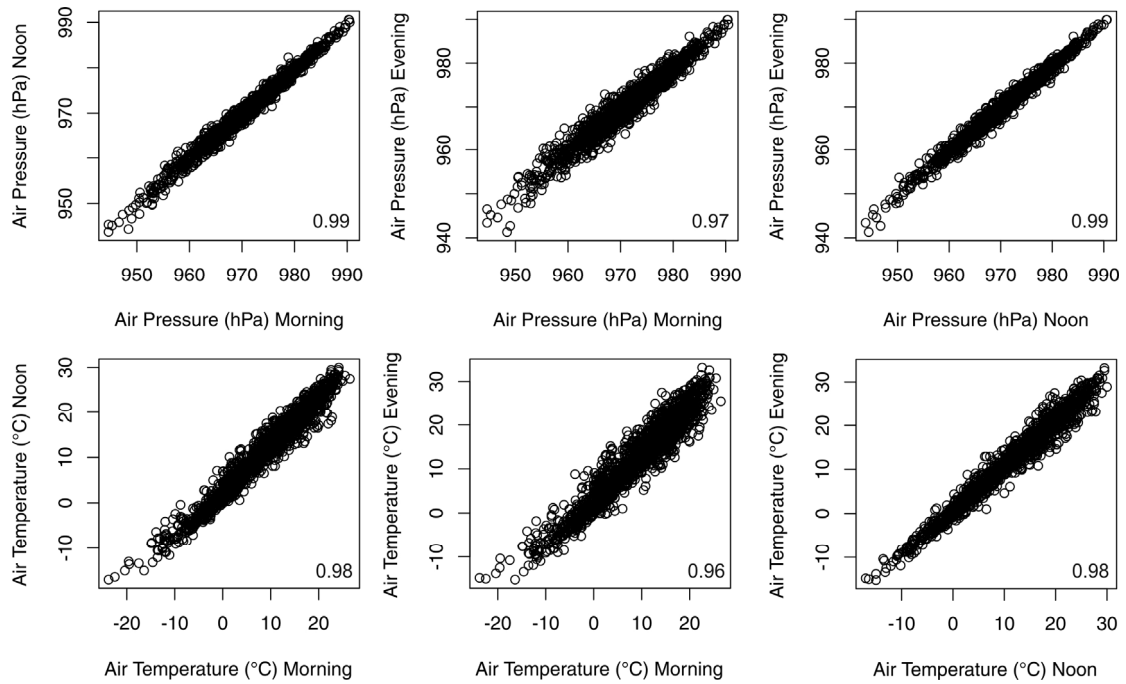 Air Pressure (hPa) Noon
990
970
950
0.99
950 960 970 980 990
Air Pressure (hPa) Morning
Air Pressure (hPa) Evening
980
960
940
0.97
950 960 970 980 990
Air Pressure (hPa) Morning
Air Pressure (hPa) Evening
980
960
940
0.99
950 960 970 980 990
Air Pressure (hPa) Noon
Air Temperature (°C) Noon
30
20
10
0
-10
0.98
-20 -10 0 10 20
Air Temperature (°C) Morning
Air Temperature (°C) Evening
30
20
10
0
-10
0.96
-20 -10 0 10 20
Air Temperature (°C) Morning
Air Temperature (°C) Evening
30
20
10
0
-10
0.98
-10 0 10 20 30
Air Temperature (°C) Noon